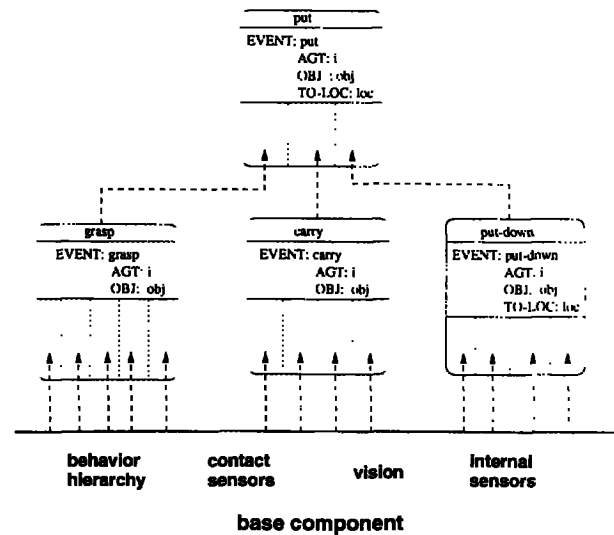 put
EVENT: put
AGT: i
OBJ : obj
TO-LOC: loc
grasp
EVENT: grasp
AGT: i
OBJ: obj
carry
EVENT: carry
AGT: i
OBJ: obj
put-down
EVENT: put-down
AGT: i
OBJ: obj
TO-LOC: loc
behavior hierarchy
contact sensors
vision
internal sensors
base component